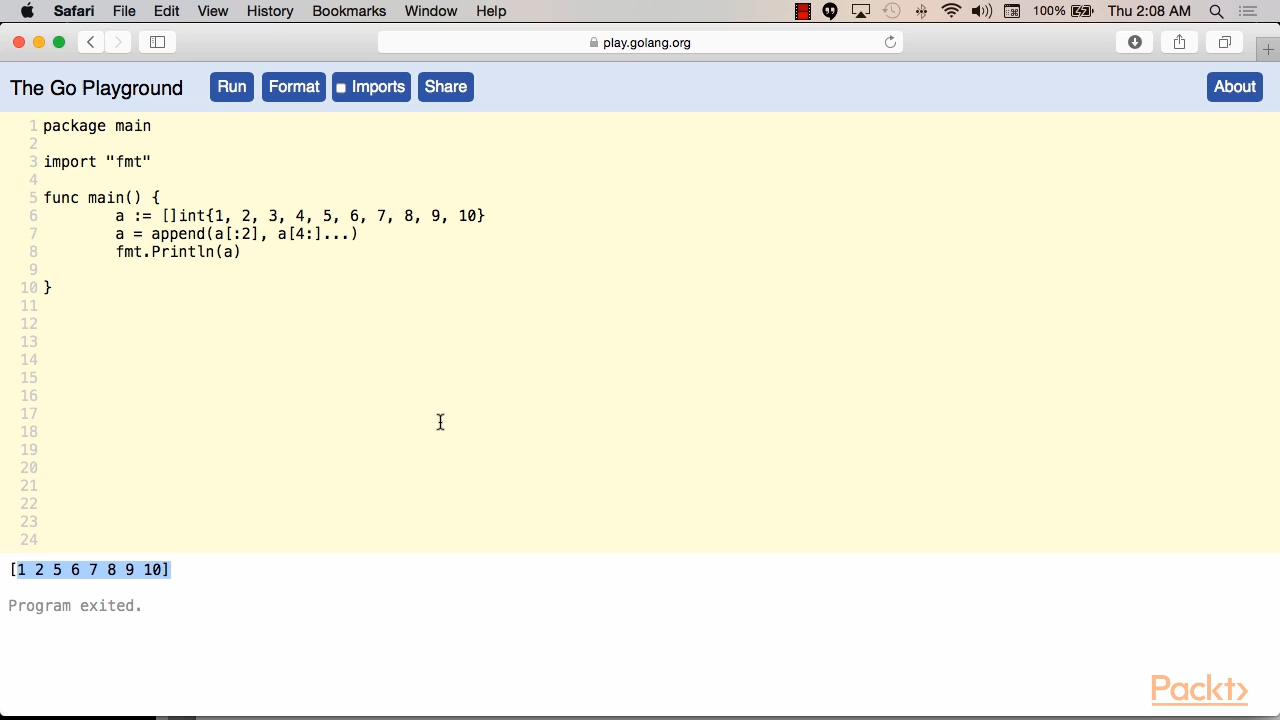 Safari File Edit View History Bookmarks Window Help 100% Thu 2:08 AM
play.golang.org
The Go Playground Run Format Imports Share About
1 package main
2
3 import "fmt"
4
5 func main() {
6 a := []int{1, 2, 3, 4, 5, 6, 7, 8, 9, 10}
7 a = append(a[:2], a[4:]...)
8 fmt.Println(a)
9
10 }
11
12
13
14
15
16
17
18
19
20
21
22
23
24
[1 2 5 6 7 8 9 10]
Program exited.
Packt>